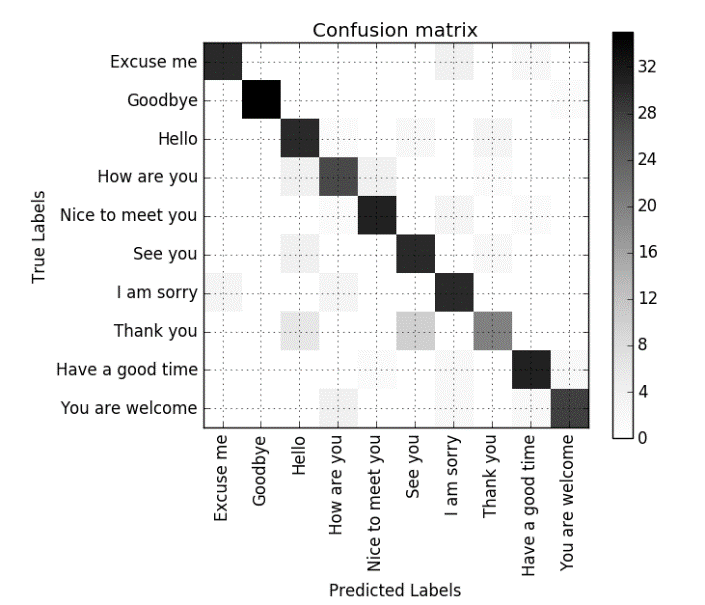 Confusion matrix
True Labels
Excuse me
Goodbye
Hello
How are you
Nice to meet you
See you
I am sorry
Thank you
Have a good time
You are welcome
Excuse me
Goodbye
Hello
How are you
Nice to meet you
See you
I am sorry
Thank you
Have a good time
You are welcome
Predicted Labels
32
28
24
20
16
12
8
4
0